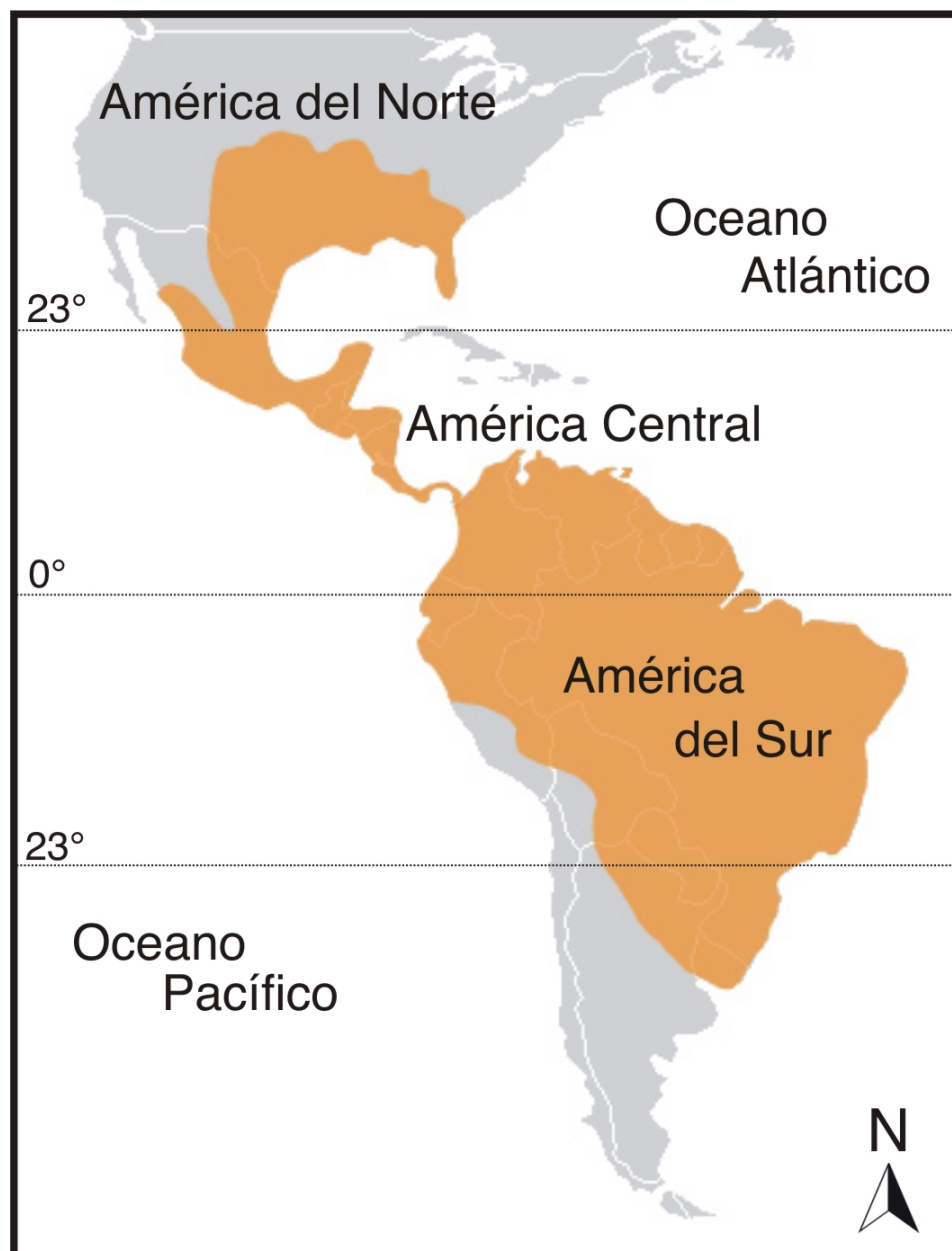 América del Norte
Oceano
Atlántico
23°
América Central
0°
América
del Sur
23°
Oceano
Pacífico
N